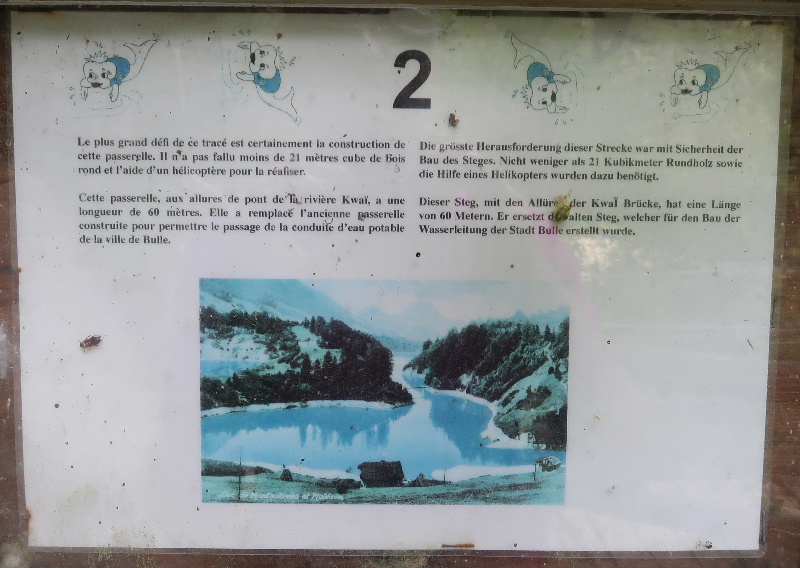 2
Le plus grand défi de ce tracé est certainement la construction de
cette passerelle. Il n'a pas fallu moins de 21 mètres cube de bois
rond et l'aide d'un hélicoptère pour la réaliser.
Cette passerelle, aux allures de pont de la rivière Kwaï, a une
longueur de 60 mètres. Elle a remplacé l'ancienne passerelle
construite pour permettre le passage de la conduite d'eau potable
de la ville de Bulle.
Die grösste Herausforderung dieser Strecke war mit Sicherheit der
Bau des Steges. Nicht weniger als 21 Kubikmeter Rundholz sowie
die Hilfe eines Helikopters wurden dazu benötigt.
Dieser Steg, mit den Allüren der Kwaï Brücke, hat eine Länge
von 60 Metern. Er ersetzt den alten Steg, welcher für den Bau der
Wasserleitung der Stadt Bulle erstellt wurde.
Lac de Montsalvens et